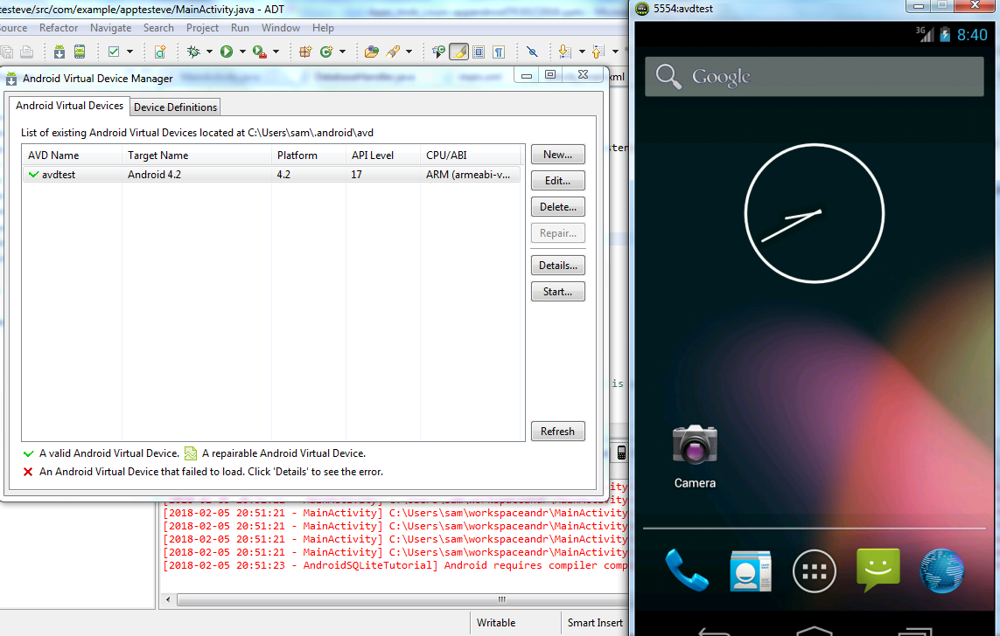 testeve/src/com/example/apptesteve/MainActivity.java - ADT
Source Refactor Navigate Search Project Run Window Help
Android Virtual Device Manager
xml
Android Virtual Devices
Device Definitions
List of existing Android Virtual Devices located at C:\Users\sam\.android\avd
AVD Name Target Name Platform API Level CPU/ABI
avdtest Android 4.2 4.2 17 ARM (armeabi-v...
New...
Edit...
Delete...
Repair...
Details...
Start...
Refresh
A valid Android Virtual Device. A repairable Android Virtual Device.
An Android Virtual Device that failed to load. Click 'Details' to see the error.
is
[2018-02-05 20:51:21 - MainActivity] C:\Users\sam\workspaceandr\MainActivity
[2018-02-05 20:51:21 - MainActivity] C:\Users\sam\workspaceandr\MainActivity
[2018-02-05 20:51:21 - MainActivity] C:\Users\sam\workspaceandr\MainActivity
[2018-02-05 20:51:21 - MainActivity] C:\Users\sam\workspaceandr\MainActivity
[2018-02-05 20:51:23 - AndroidSQLiteTutorial] Android requires compiler comp
Writable
Smart Insert
5554:avdtest
3G
8:40
Google
Camera